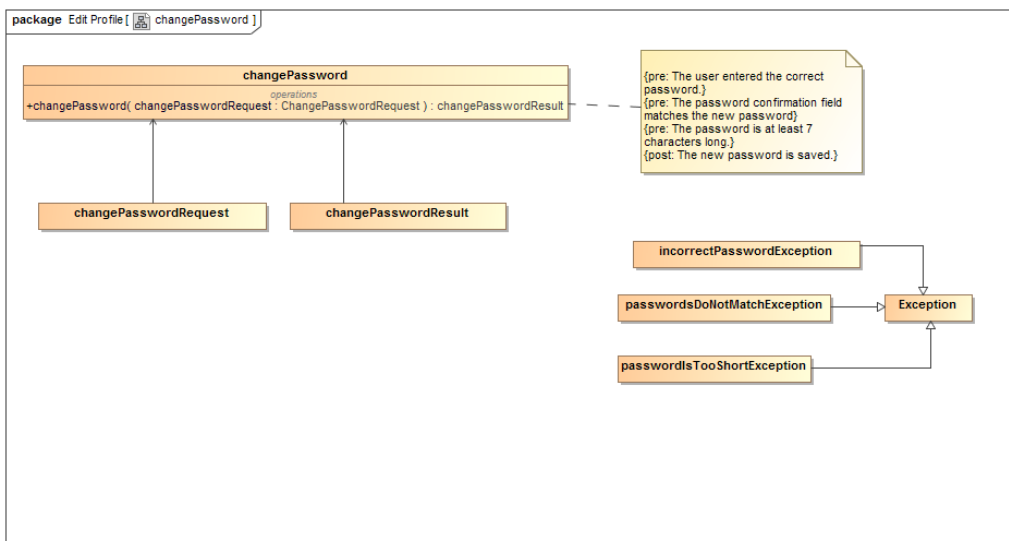 package Edit Profile [ changePassword ]
changePassword
operations
+changePassword( changePasswordRequest : ChangePasswordRequest ) : changePasswordResult
{pre: The user entered the correct
password.}
{pre: The password confirmation field
matches the new password}
{pre: The password is at least 7
characters long.}
{post: The new password is saved.}
changePasswordRequest
changePasswordResult
incorrectPasswordException
passwordsDoNotMatchException
Exception
passwordIsTooShortException